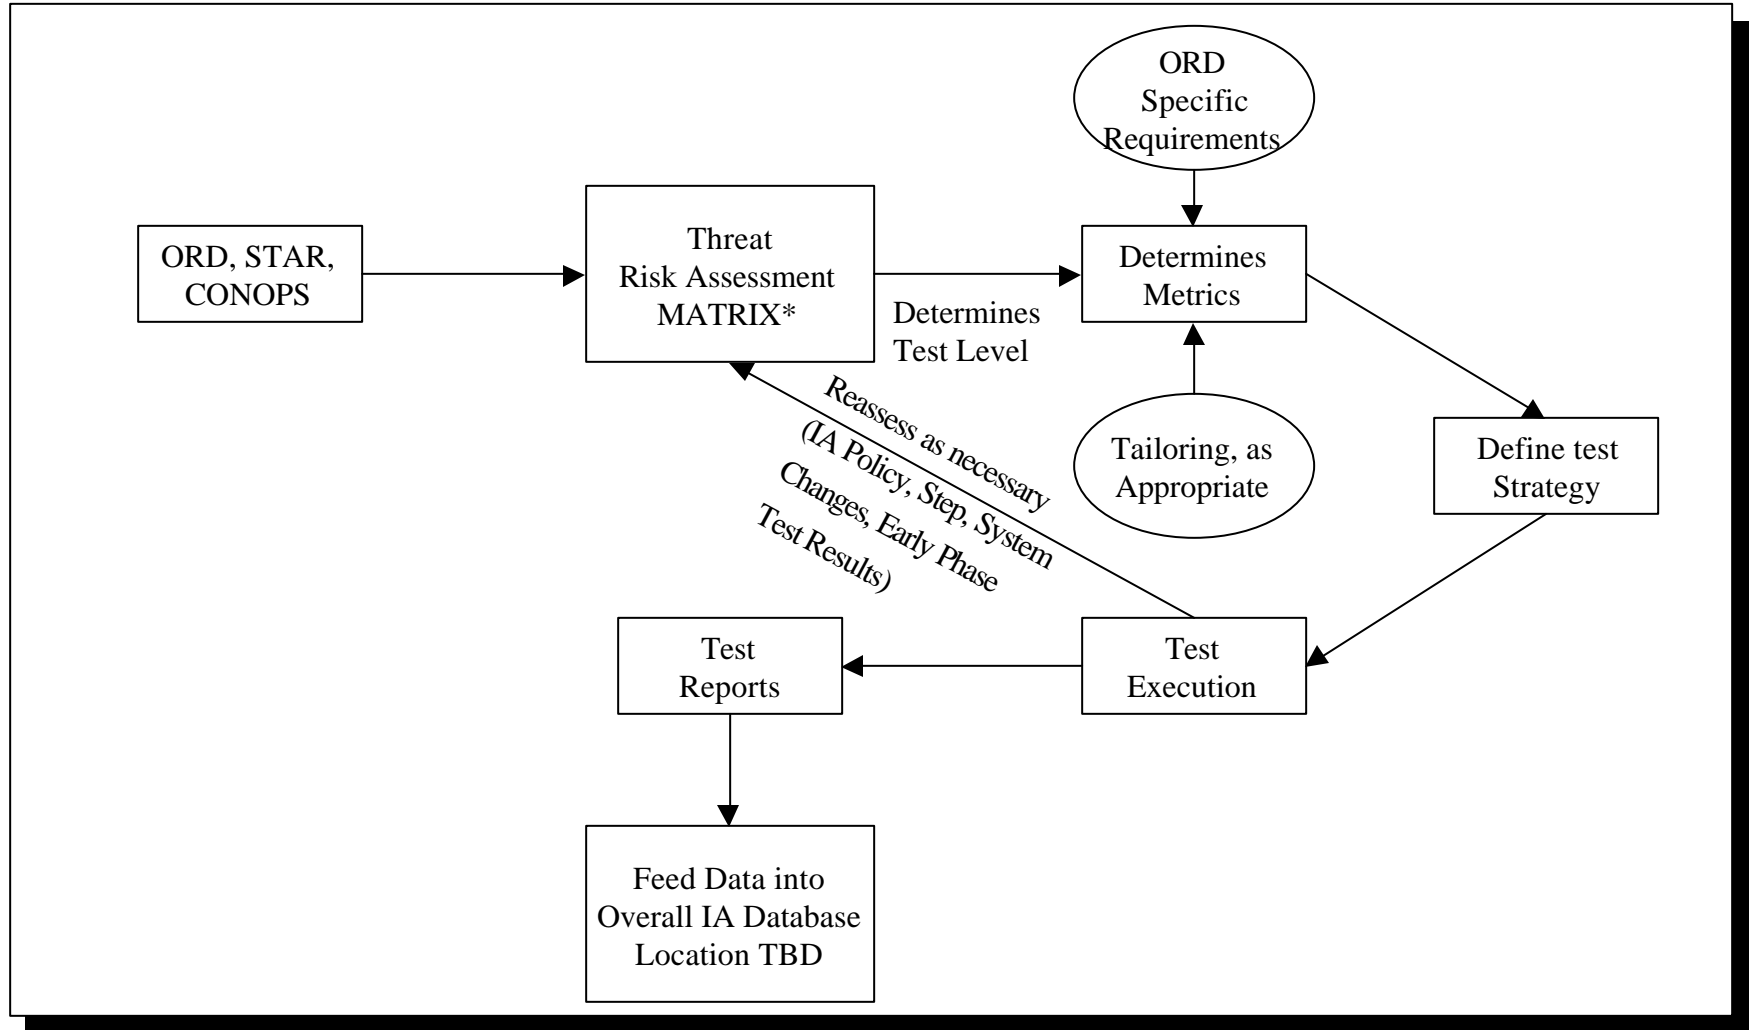 ORD
Specific
Requirements
ORD, STAR,
CONOPS
Threat
Risk Assessment
MATRIX*
Determines
Test Level
Determines
Metrics
Reassess as necessary
(IA Policy, Step, System
Changes, Early Phase
Test Results)
Tailoring, as
Appropriate
Define test
Strategy
Test
Reports
Test
Execution
Feed Data into
Overall IA Database
Location TBD